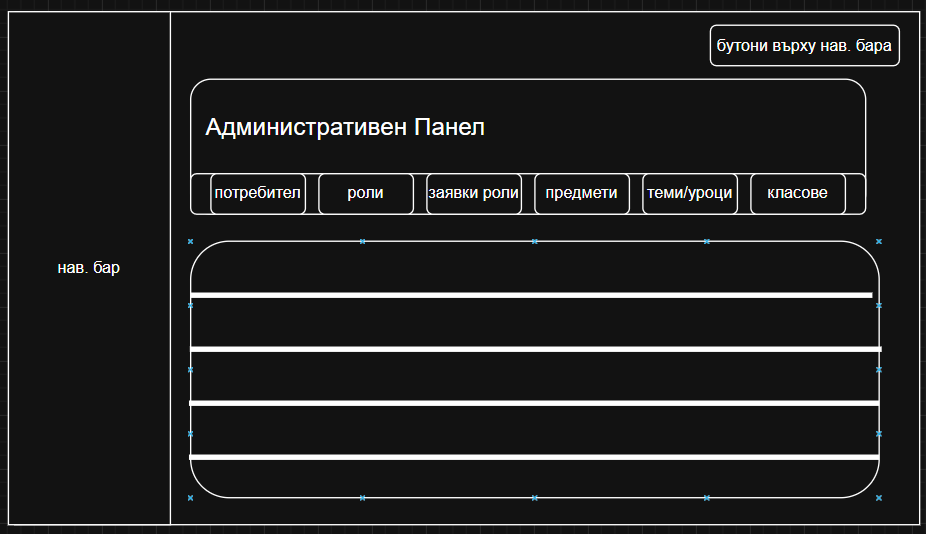 бутони върху нав. бара
Административен Панел
потребител
роли
заявки роли
предмети
теми/уроци
класове
нав. бар